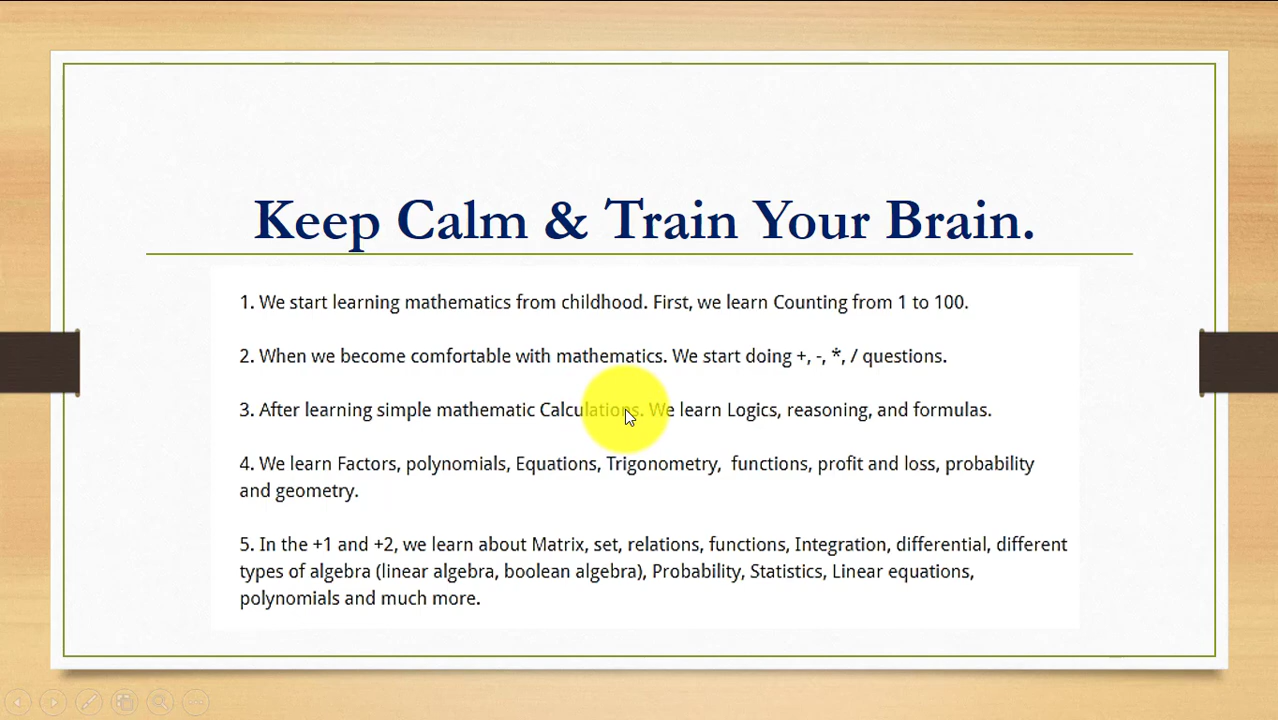 Keep Calm & Train Your Brain.
1. We start learning mathematics from childhood. First, we learn Counting from 1 to 100.
2. When we become comfortable with mathematics. We start doing +, -, *, / questions.
3. After learning simple mathematic Calculations. We learn Logics, reasoning, and formulas.
4. We learn Factors, polynomials, Equations, Trigonometry,  functions, profit and loss, probability
and geometry.
5. In the +1 and +2, we learn about Matrix, set, relations, functions, Integration, differential, different
types of algebra (linear algebra, boolean algebra), Probability, Statistics, Linear equations,
polynomials and much more.